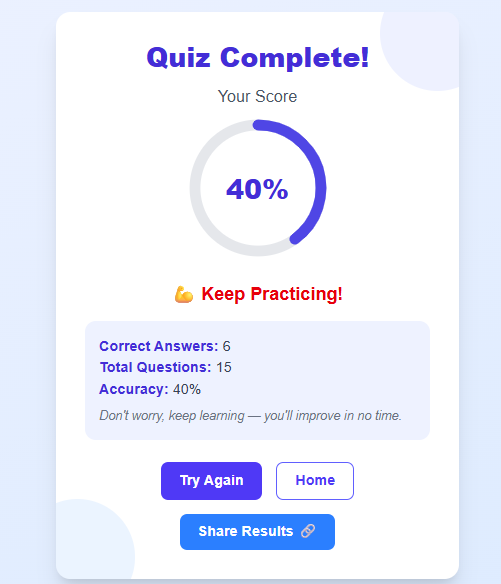 Quiz Complete!
Your Score
40%
💪 Keep Practicing!
Correct Answers: 6
Total Questions: 15
Accuracy: 40%
Don't worry, keep learning — you'll improve in no time.
Try Again
Home
Share Results 🔗